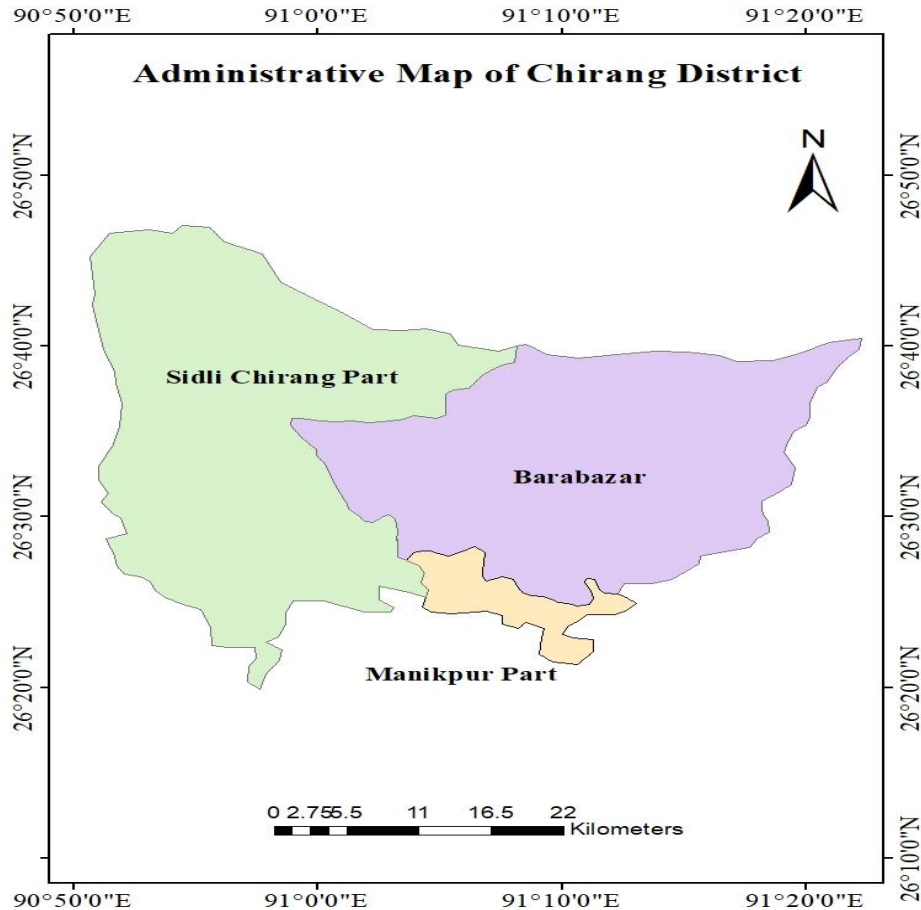 90°50'0"E 91°0'0"E 91°10'0"E 91°20'0"E
Administrative Map of Chirang District
N
26°50'0"N 26°50'0"N
26°40'0"N 26°40'0"N
Sidli Chirang Part
Barabazar
26°30'0"N 26°30'0"N
Manikpur Part
26°20'0"N 26°20'0"N
0 2.75 5.5 11 16.5 22
Kilometers
26°10'0"N
90°50'0"E 91°0'0"E 91°10'0"E 91°20'0"E